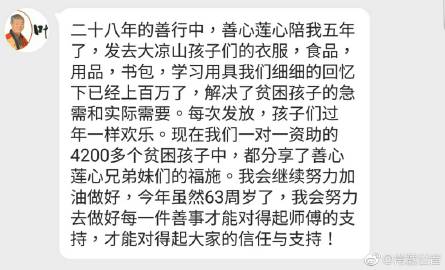 叶
二十八年的善行中，善心莲心陪我五年
了，发去大凉山孩子们的衣服，食品，
用品，书包，学习用具我们细细的回忆
下已经上百万了，解决了贫困孩子的急
需和实际需要。每次发放，孩子们过
年一样欢乐。现在我们一对一资助的
4200多个贫困孩子中，都分享了善心
莲心兄弟妹们的福施。我会继续努力加
油做好，今年虽然63周岁了，我会努力
去做好每一件善事才能对得起师傅的支
持，才能对得起大家的信任与支持！